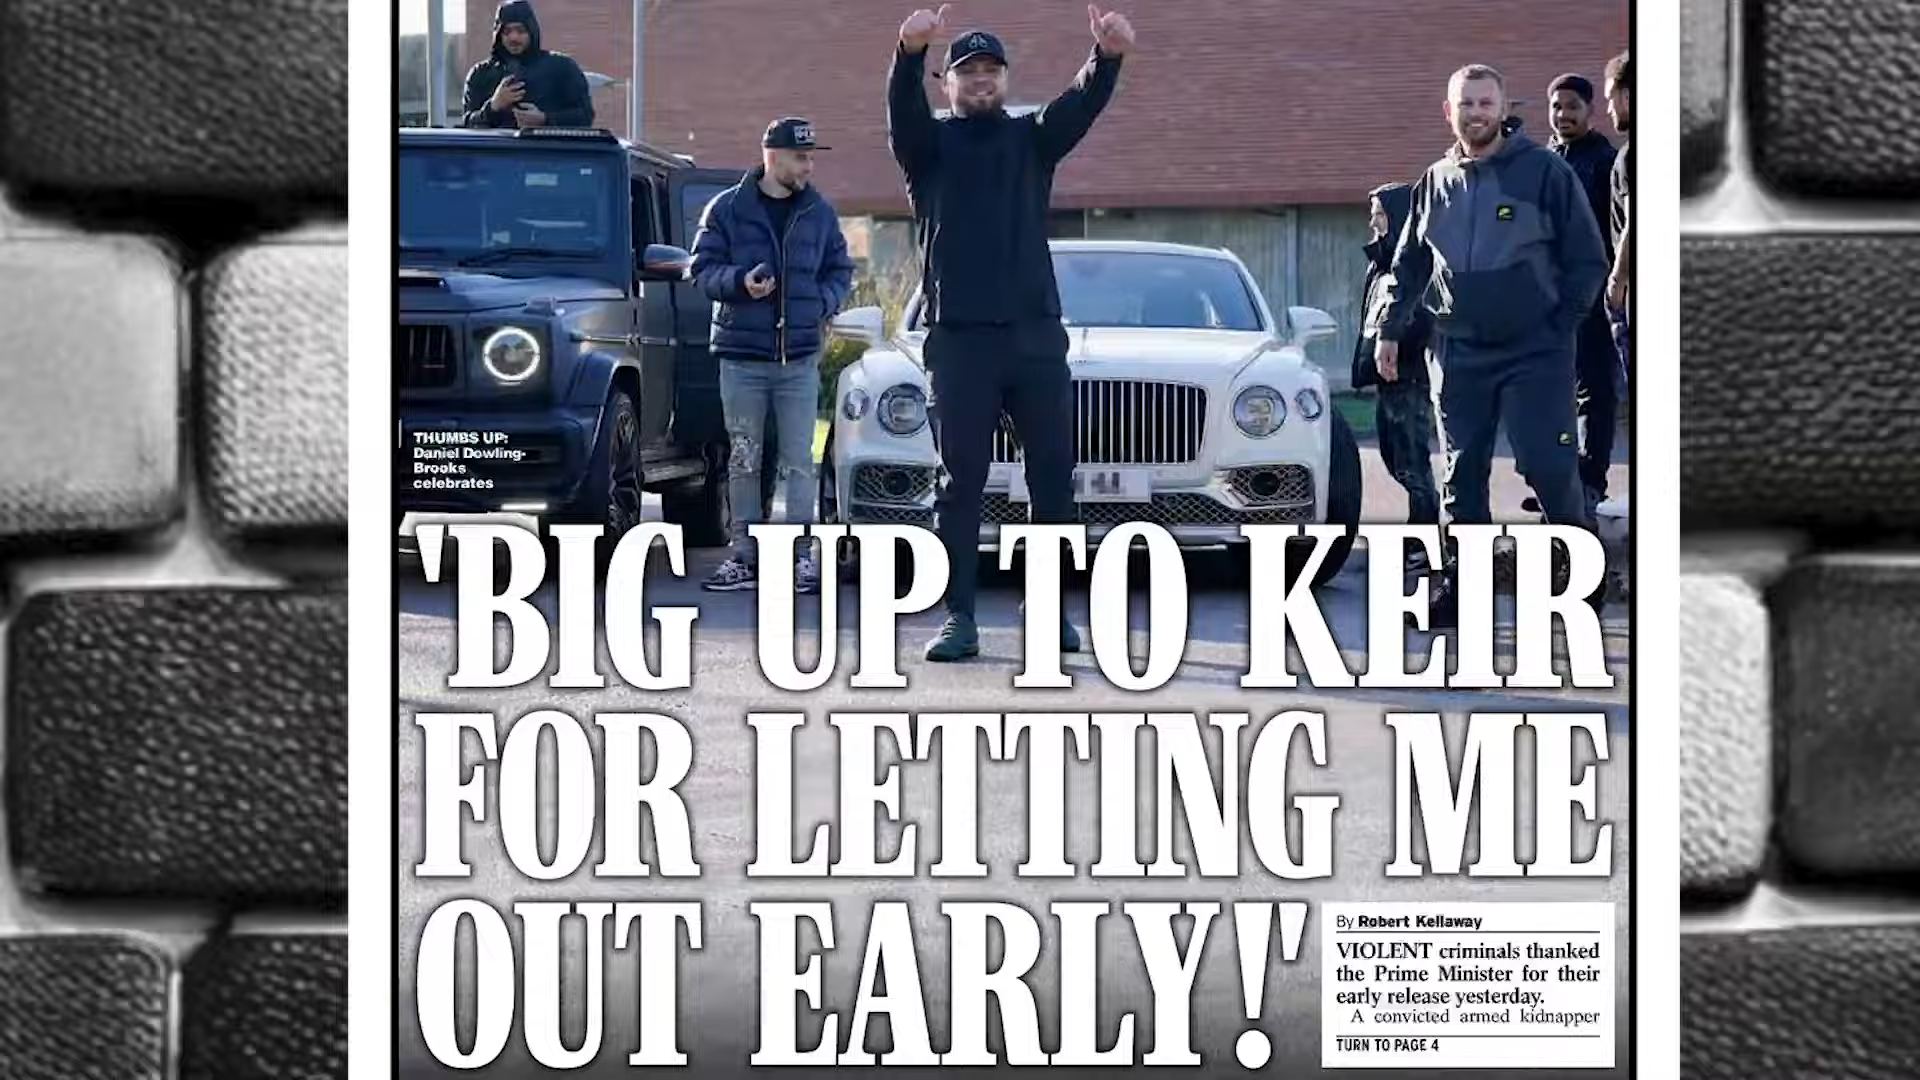 THUMBS UP:
Daniel Dowling-
Brooks
celebrates
'BIG UP TO KEIR
FOR LETTING ME
OUT EARLY!'
By Robert Kellaway
VIOLENT criminals thanked
the Prime Minister for their
early release yesterday.
A convicted armed kidnapper
TURN TO PAGE 4